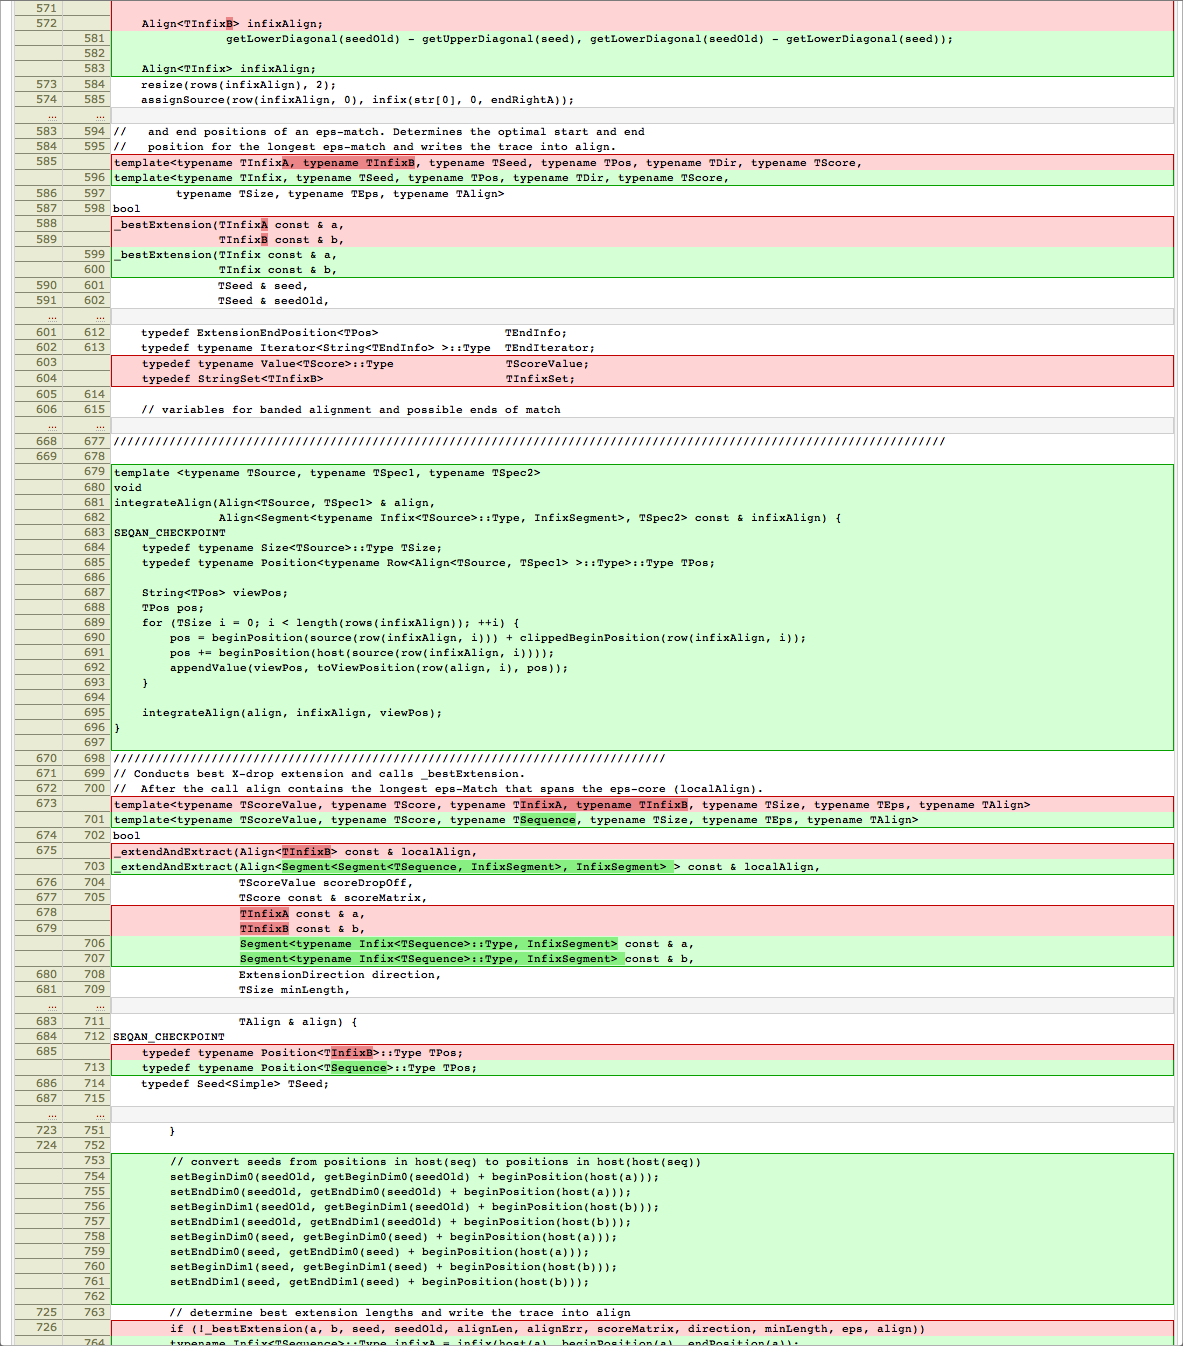 571
572 Align<TInfixB> infixAlign;
581 getLowerDiagonal(seedOld) - getUpperDiagonal(seed), getLowerDiagonal(seedOld) - getLowerDiagonal(seed));
582
583 Align<TInfix> infixAlign;
573 584 resize(rows(infixAlign), 2);
574 585 assignSource(row(infixAlign, 0), infix(str[0], 0, endRightA));
... ...
583 594 // and end positions of an eps-match. Determines the optimal start and end
584 595 // position for the longest eps-match and writes the trace into align.
585 template<typename TInfixA, typename TInfixB, typename TSeed, typename TPos, typename TDir, typename TScore,
596 template<typename TInfix, typename TSeed, typename TPos, typename TDir, typename TScore,
586 597 typename TSize, typename TEps, typename TAlign>
587 598 bool
588 _bestExtension(TInfixA const & a,
589 TInfixB const & b,
599 _bestExtension(TInfix const & a,
600 TInfix const & b,
590 601 TSeed & seed,
591 602 TSeed & seedOld,
... ...
601 612 typedef ExtensionEndPosition<TPos> TEndInfo;
602 613 typedef typename Iterator<String<TEndInfo> >::Type TEndIterator;
603 typedef typename Value<TScore>::Type TScoreValue;
604 typedef StringSet<TInfixB> TInfixSet;
605 614
606 615 // variables for banded alignment and possible ends of match
... ...
668 677 ///////////////////////////////////////////////////////////////////////////////////////////////////////////////////////
669 678
679 template <typename TSource, typename TSpec1, typename TSpec2>
680 void
681 integrateAlign(Align<TSource, TSpec1> & align,
682 Align<Segment<typename Infix<TSource>::Type, InfixSegment>, TSpec2> const & infixAlign) {
683 SEQAN_CHECKPOINT
684 typedef typename Size<TSource>::Type TSize;
685 typedef typename Position<typename Row<Align<TSource, TSpec1> >::Type>::Type TPos;
686
687 String<TPos> viewPos;
688 TPos pos;
689 for (TSize i = 0; i < length(rows(infixAlign)); ++i) {
690 pos = beginPosition(source(row(infixAlign, i))) + clippedBeginPosition(row(infixAlign, i));
691 pos += beginPosition(host(source(row(infixAlign, i))));
692 appendValue(viewPos, toViewPosition(row(align, i), pos));
693 }
694
695 integrateAlign(align, infixAlign, viewPos);
696 }
697
670 698 ///////////////////////////////////////////////////////////////////////////////
671 699 // Conducts best X-drop extension and calls _bestExtension.
672 700 // After the call align contains the longest eps-Match that spans the eps-core (localAlign).
673 template<typename TScoreValue, typename TScore, typename TInfixA, typename TInfixB, typename TSize, typename TEps, typename TAlign>
701 template<typename TScoreValue, typename TScore, typename TSequence, typename TSize, typename TEps, typename TAlign>
674 702 bool
675 _extendAndExtract(Align<TInfixB> const & localAlign,
703 _extendAndExtract(Align<Segment<Segment<TSequence, InfixSegment>, InfixSegment> > const & localAlign,
676 704 TScoreValue scoreDropOff,
677 705 TScore const & scoreMatrix,
678 TInfixA const & a,
679 TInfixB const & b,
706 Segment<typename Infix<TSequence>::Type, InfixSegment> const & a,
707 Segment<typename Infix<TSequence>::Type, InfixSegment> const & b,
680 708 ExtensionDirection direction,
681 709 TSize minLength,
... ...
683 711 TAlign & align) {
684 712 SEQAN_CHECKPOINT
685 typedef typename Position<TInfixB>::Type TPos;
713 typedef typename Position<TSequence>::Type TPos;
686 714 typedef Seed<Simple> TSeed;
687 715
... ...
723 751 }
724 752
753 // convert seeds from positions in host(seq) to positions in host(host(seq))
754 setBeginDim0(seedOld, getBeginDim0(seedOld) + beginPosition(host(a)));
755 setEndDim0(seedOld, getEndDim0(seedOld) + beginPosition(host(a)));
756 setBeginDim1(seedOld, getBeginDim1(seedOld) + beginPosition(host(b)));
757 setEndDim1(seedOld, getEndDim1(seedOld) + beginPosition(host(b)));
758 setBeginDim0(seed, getBeginDim0(seed) + beginPosition(host(a)));
759 setEndDim0(seed, getEndDim0(seed) + beginPosition(host(a)));
760 setBeginDim1(seed, getBeginDim1(seed) + beginPosition(host(b)));
761 setEndDim1(seed, getEndDim1(seed) + beginPosition(host(b)));
762
725 763 // determine best extension lengths and write the trace into align
726 if (!_bestExtension(a, b, seed, seedOld, alignLen, alignErr, scoreMatrix, direction, minLength, eps, align))
764 typename Infix<TSequence>::Type infixA = infix(host(a), beginPosition(a), endPosition(a));